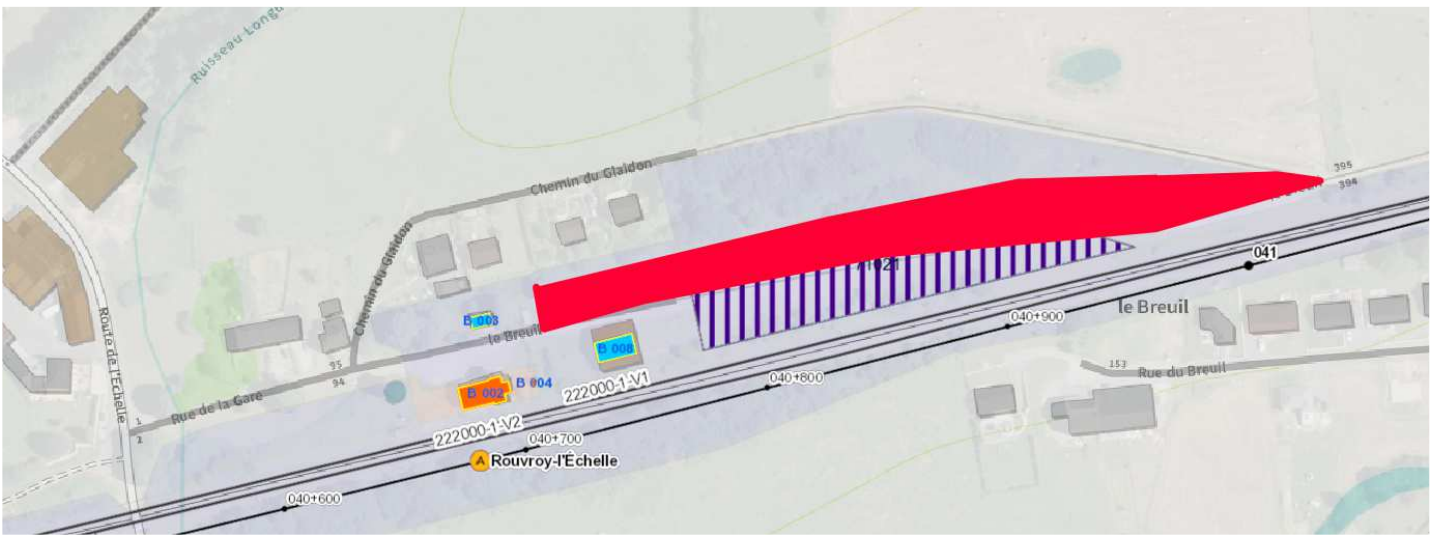 Ruisseau Longu
Chemin du Glaidon
395
394
Chemin du Glaidon
041
Route de l'Échelle
B 003
le Breuil
le Breuil
040+900
B 008
95
94
153
Rue du Breuil
B 004
B 002
222000-1-V1
040+800
Rue de la Gare
1
2
222000-1-V2
040+700
A Rouvroy-l'Échelle
040+600